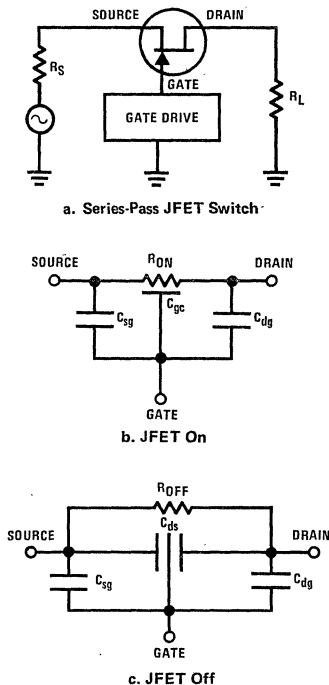 SOURCE DRAIN
RS
GATE
RL
GATE DRIVE
a. Series-Pass JFET Switch
RON
SOURCE DRAIN
Cgc
Csg Cdg
GATE
b. JFET On
ROFF
Cds
SOURCE DRAIN
Csg Cdg
GATE
c. JFET Off